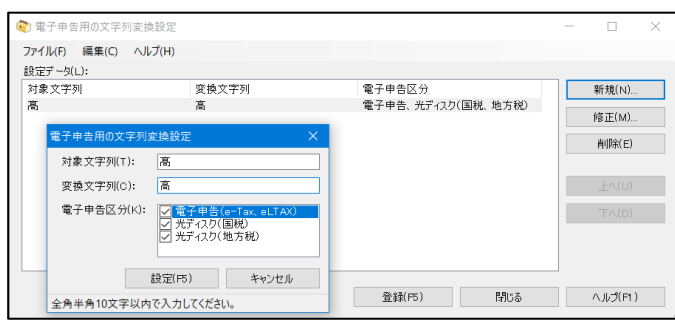 電子申告用の文字列変換設定
ファイル(F) 編集(C) ヘルプ(H)
設定データ(L):
対象文字列 変換文字列 電子申告区分
髙 高 電子申告、光ディスク(国税、地方税)
新規(N)...
修正(M)...
削除(E)
上へ(U)
下へ(D)
電子申告用の文字列変換設定
対象文字列(T): 髙
変換文字列(C): 高
電子申告区分(K): 電子申告(e-Tax、eLTAX)
光ディスク(国税)
光ディスク(地方税)
設定(F5) キャンセル
全角半角10文字以内で入力してください。
登録(F5) 閉じる ヘルプ(F1)